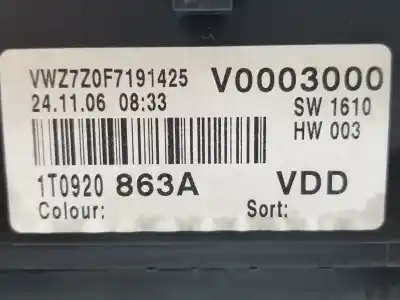 VWZ7Z0F7191425 V0003000
24.11.06 08:33 SW 1610
HW 003
1T0920 863A VDD
Colour: Sort: